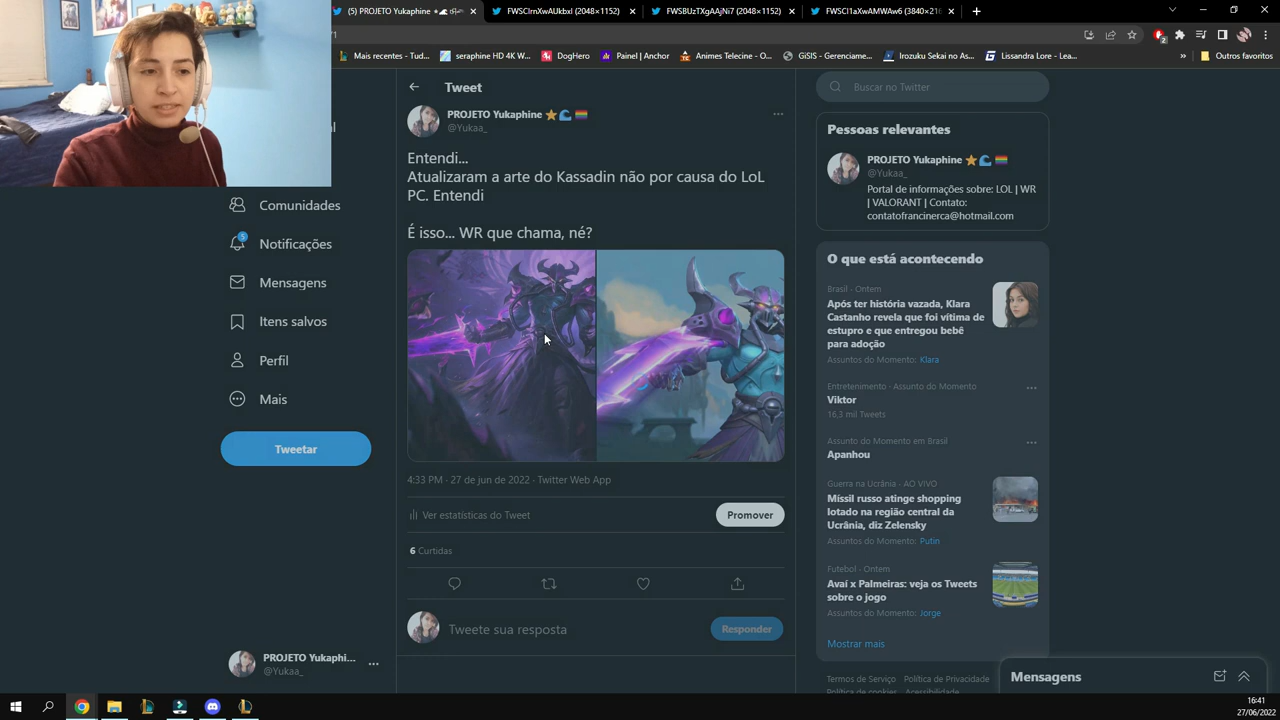 (5) PROJETO Yukaphine
FWSCIrnXwAUkbxI (2048×1152)
FWSBUzTXgAAjNi7 (2048×1152)
FWSCI1aXwAMWAw6 (3840×216
Mais recentes - Tud...
seraphine HD 4K W...
DogHero
Painel | Anchor
Animes Telecine - O...
GiSIS - Gerenciame...
Irozuku Sekai no As...
Lissandra Lore - Lea...
»
Outros favoritos
Tweet
Buscar no Twitter
PROJETO Yukaphine ⭐🌊🏳️‍🌈
@Yukaa_
Entendi...
Atualizaram a arte do Kassadin não por causa do LoL
PC. Entendi
É isso... WR que chama, né?
4:33 PM · 27 de jun de 2022 · Twitter Web App
Ver estatísticas do Tweet
Promover
6 Curtidas
Tweete sua resposta
Responder
Comunidades
5
Notificações
Mensagens
Itens salvos
Perfil
Mais
Tweetar
PROJETO Yukaphi...
@Yukaa_
Pessoas relevantes
PROJETO Yukaphine ⭐🌊🏳️‍🌈
@Yukaa_
Portal de informações sobre: LOL | WR
| VALORANT | Contato:
contatofrancinerca@hotmail.com
O que está acontecendo
Brasil · Ontem
Após ter história vazada, Klara
Castanho revela que foi vítima de
estupro e que entregou bebê
para adoção
Assuntos do Momento: Klara
Entretenimento · Assunto do Momento
Viktor
16,3 mil Tweets
Assunto do Momento em Brasil
Apanhou
Guerra na Ucrânia · AO VIVO
Míssil russo atinge shopping
lotado na região central da
Ucrânia, diz Zelensky
Assuntos do Momento: Putin
Futebol · Ontem
Avaí x Palmeiras: veja os Tweets
sobre o jogo
Assuntos do Momento: Jorge
Mostrar mais
Termos de Serviço Política de Privacidade
Política de cookies Acessibilidade
Mensagens
16:41
27/06/2022